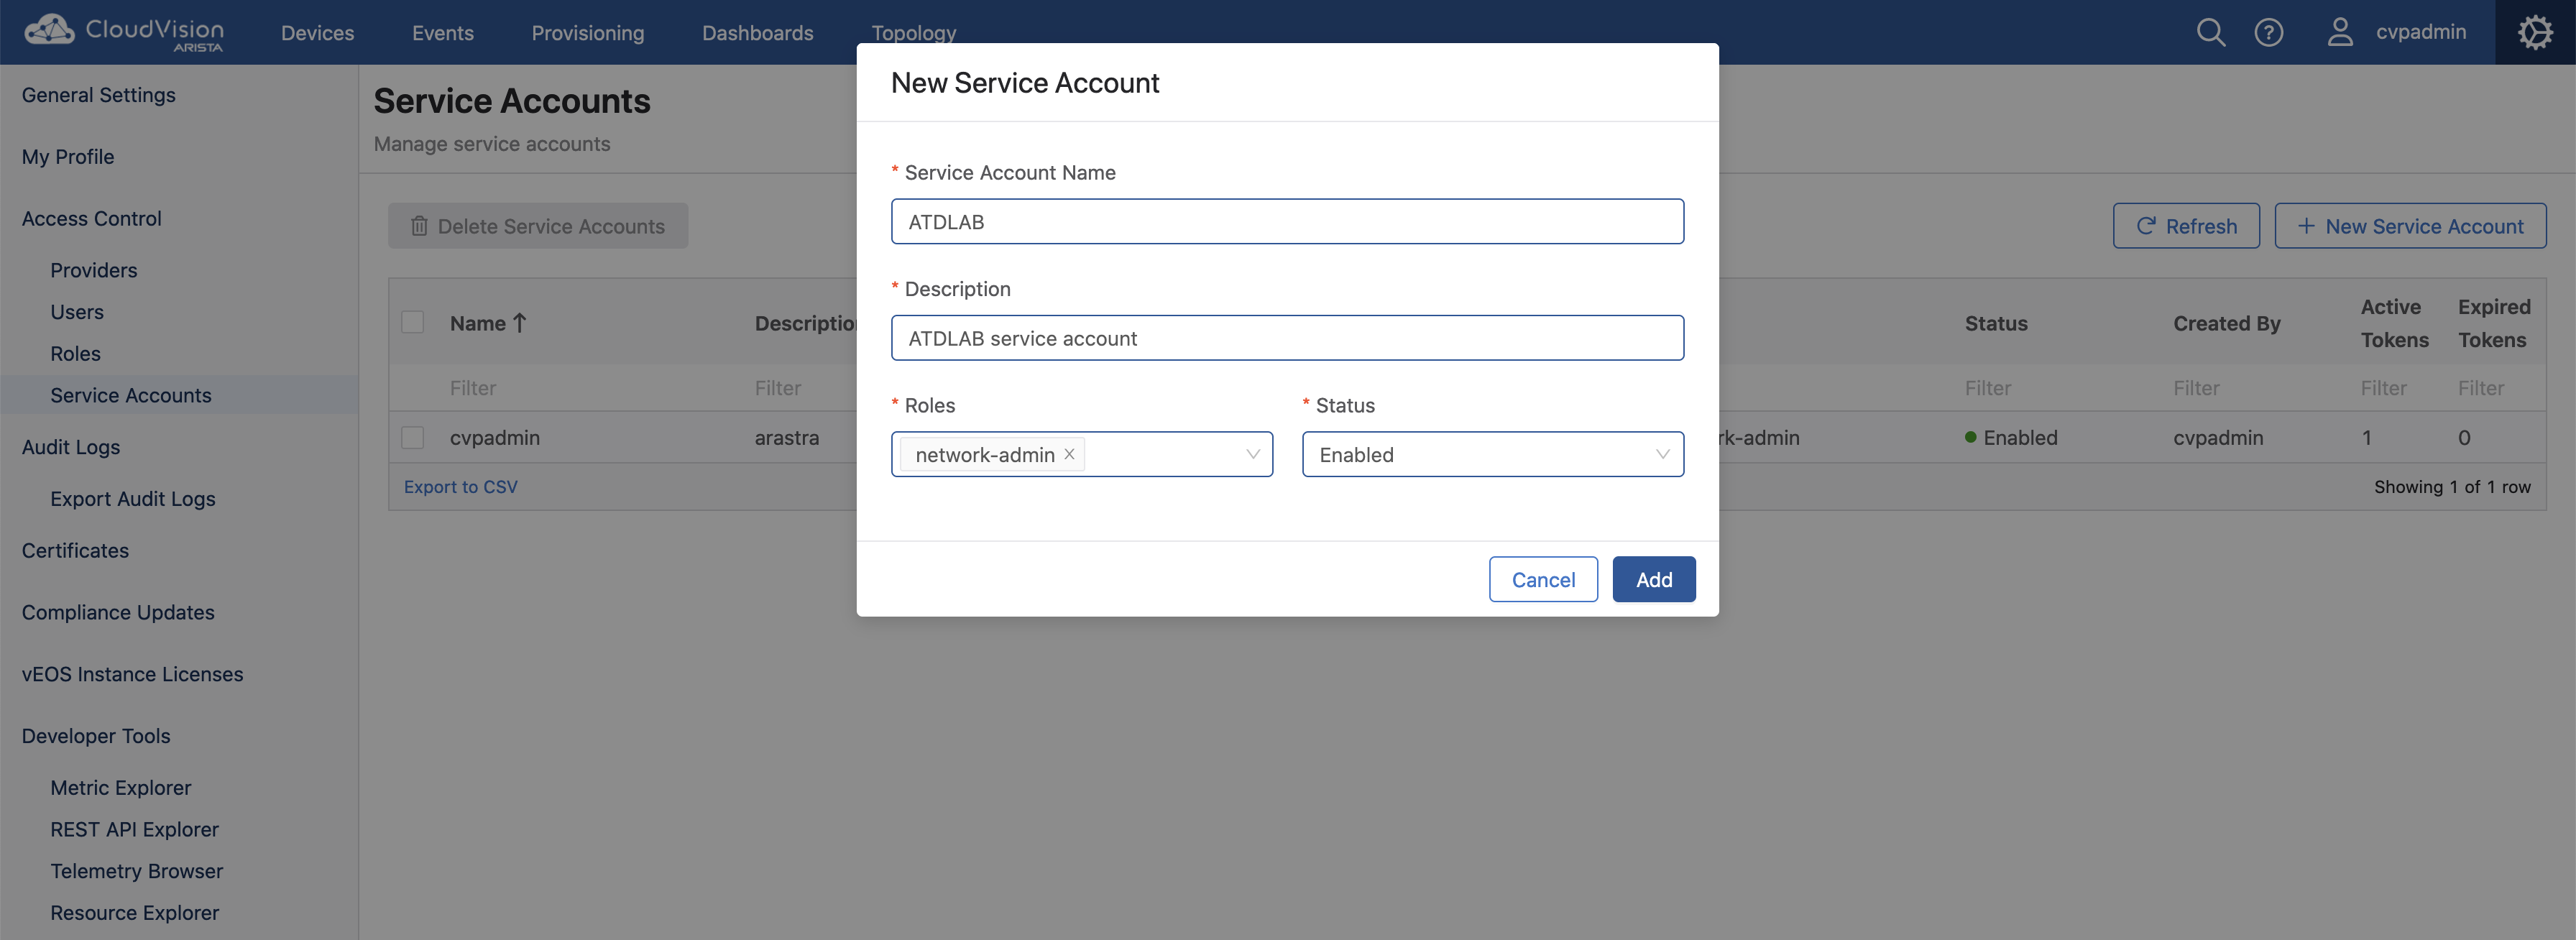 CloudVision
ARISTA
Devices
Events
Provisioning
Dashboards
Topology
cvpadmin
General Settings
My Profile
Access Control
Providers
Users
Roles
Service Accounts
Audit Logs
Export Audit Logs
Certificates
Compliance Updates
vEOS Instance Licenses
Developer Tools
Metric Explorer
REST API Explorer
Telemetry Browser
Resource Explorer
Service Accounts
Manage service accounts
Delete Service Accounts
Refresh
+ New Service Account
Name ↑
Status
Created By
Active
Tokens
Expired
Tokens
Filter
Filter
Filter
Filter
Filter
Filter
cvpadmin
arastra
Enabled
cvpadmin
1
0
Export to CSV
Showing 1 of 1 row
New Service Account
* Service Account Name
ATDLAB
* Description
ATDLAB service account
* Roles
network-admin
* Status
Enabled
Cancel
Add